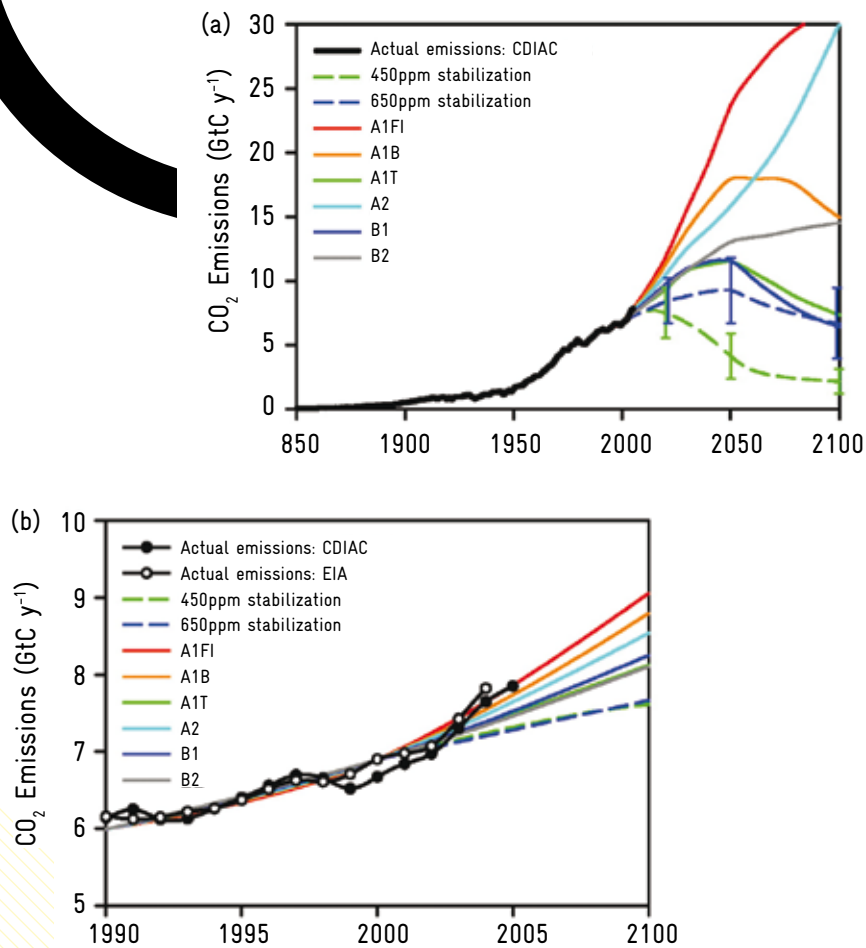 (a)
CO₂ Emissions (GtC y⁻¹)
30
25
20
15
10
5
0
Actual emissions: CDIAC
450ppm stabilization
650ppm stabilization
A1FI
A1B
A1T
A2
B1
B2
850 1900 1950 2000 2050 2100
(b)
CO₂ Emissions (GtC y⁻¹)
10
9
8
7
6
5
Actual emissions: CDIAC
Actual emissions: EIA
450ppm stabilization
650ppm stabilization
A1FI
A1B
A1T
A2
B1
B2
1990 1995 2000 2005 2100